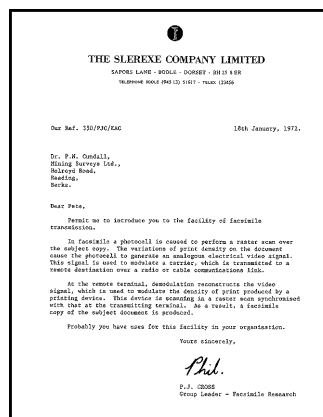 THE SLEREXE COMPANY LIMITED
SAPORS LANE - BOOLE - DORSET - BH 25 8 ER
TELEPHONE BOOLE (945 13) 51617 - TELEX 123456
Our Ref. 350/PJC/EAC
18th January, 1972.
Dr. P.N. Cundall,
Mining Surveys Ltd.,
Holroyd Road,
Reading,
Berks.
Dear Pete,
Permit me to introduce you to the facility of facsimile
transmission.
In facsimile a photocell is caused to perform a raster scan over
the subject copy. The variations of print density on the document
cause the photocell to generate an analogous electrical video signal.
This signal is used to modulate a carrier, which is transmitted to a
remote destination over a radio or cable communications link.
At the remote terminal, demodulation reconstructs the video
signal, which is used to modulate the density of print produced by a
printing device. This device is scanning in a raster scan synchronised
with that at the transmitting terminal. As a result, a facsimile
copy of the subject document is produced.
Probably you have uses for this facility in your organisation.
Yours sincerely,
Phil.
P.J. CROSS
Group Leader - Facsimile Research